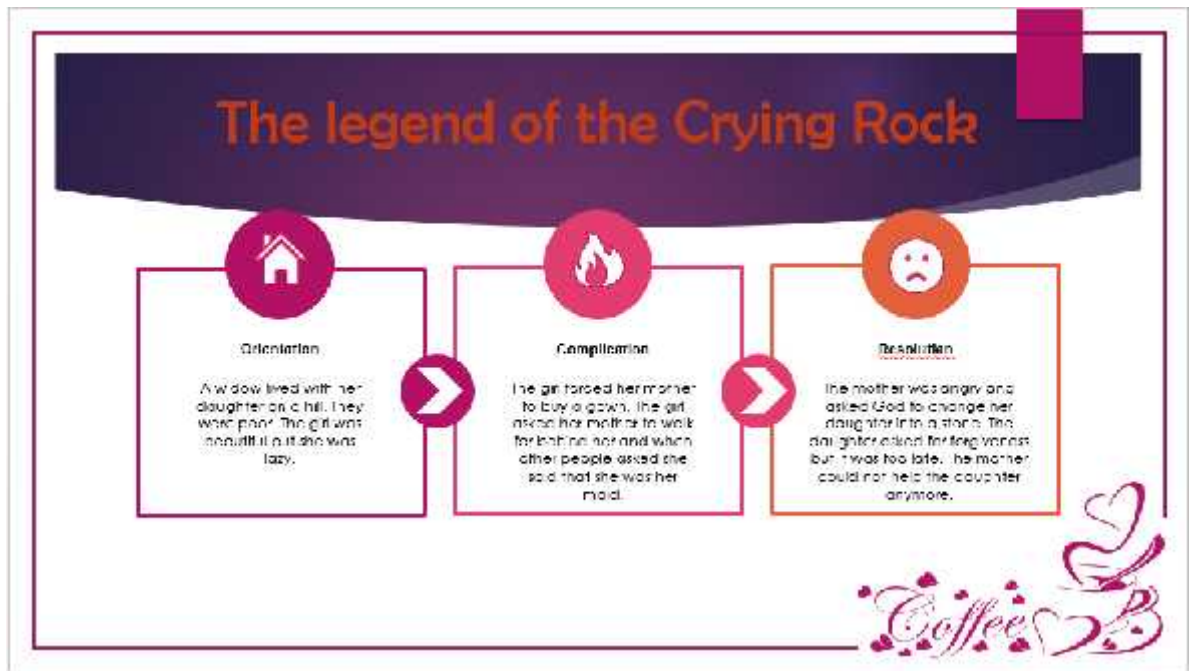 The legend of the Crying Rock
Orientation
A widow lived with her
daughter on a hill. They
were poor. The girl was
beautiful but she was
lazy.
Complication
The girl forced her mother
to buy a gown. The girl
asked her mother to walk
far behind her and when
other people asked she
said that she was her
maid.
Resolution
The mother was angry and
asked God to change her
daughter into a stone. The
daughter asked for forgiveness
but it was too late. The mother
could not help the daughter
anymore.
Coffee